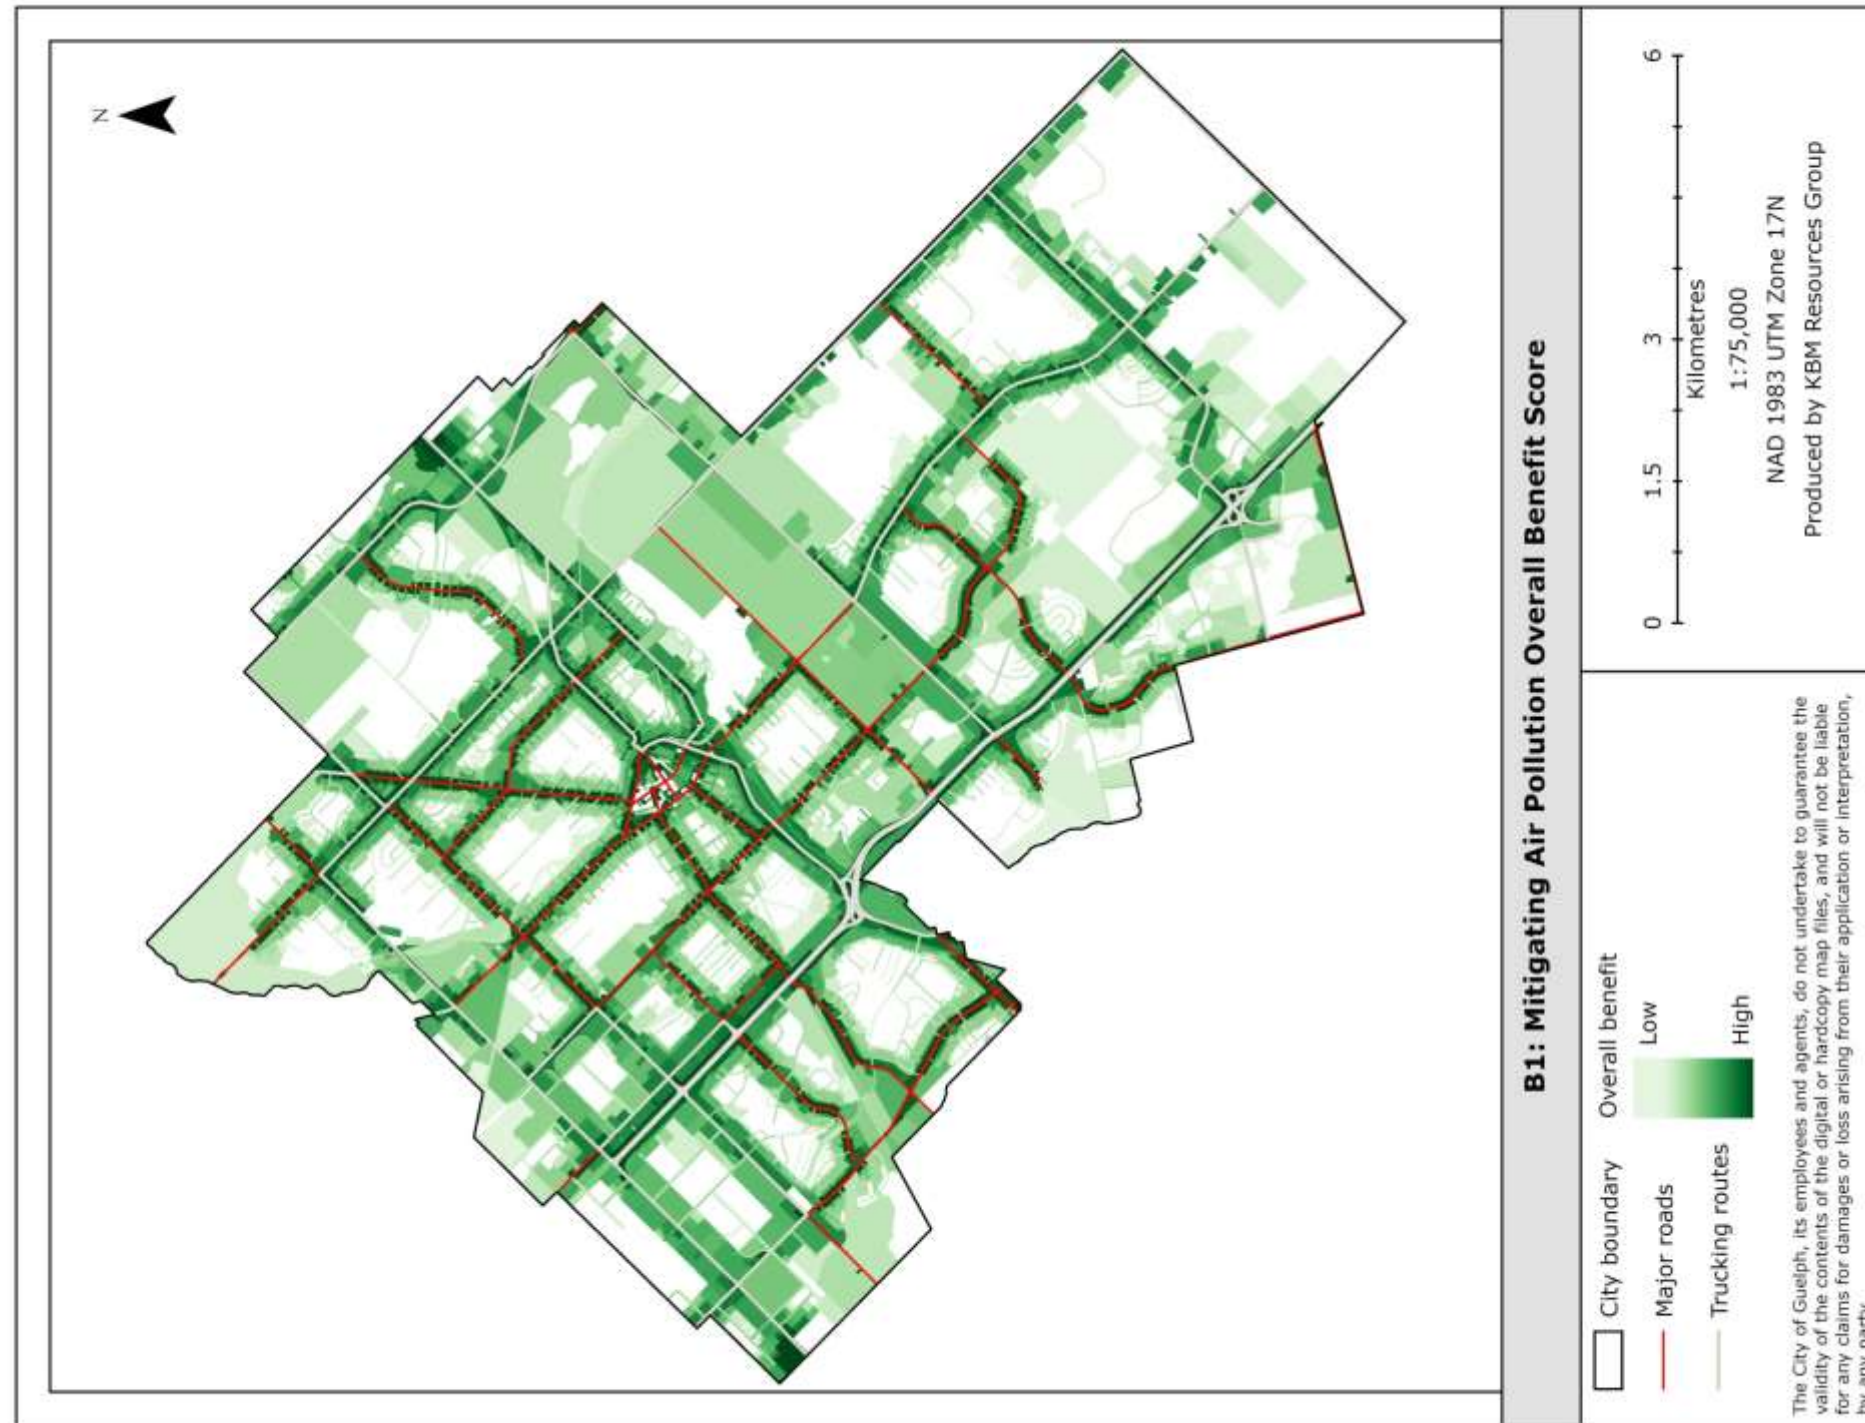 N
B1: Mitigating Air Pollution Overall Benefit Score
City boundary
Major roads
Trucking routes
Overall benefit
Low
High
0 1.5 3 6
Kilometres
1:75,000
NAD 1983 UTM Zone 17N
Produced by KBM Resources Group
The City of Guelph, its employees and agents, do not undertake to guarantee the
validity of the contents of the digital or hardcopy map files, and will not be liable
for any claims for damages or loss arising from their application or interpretation,
by any party.